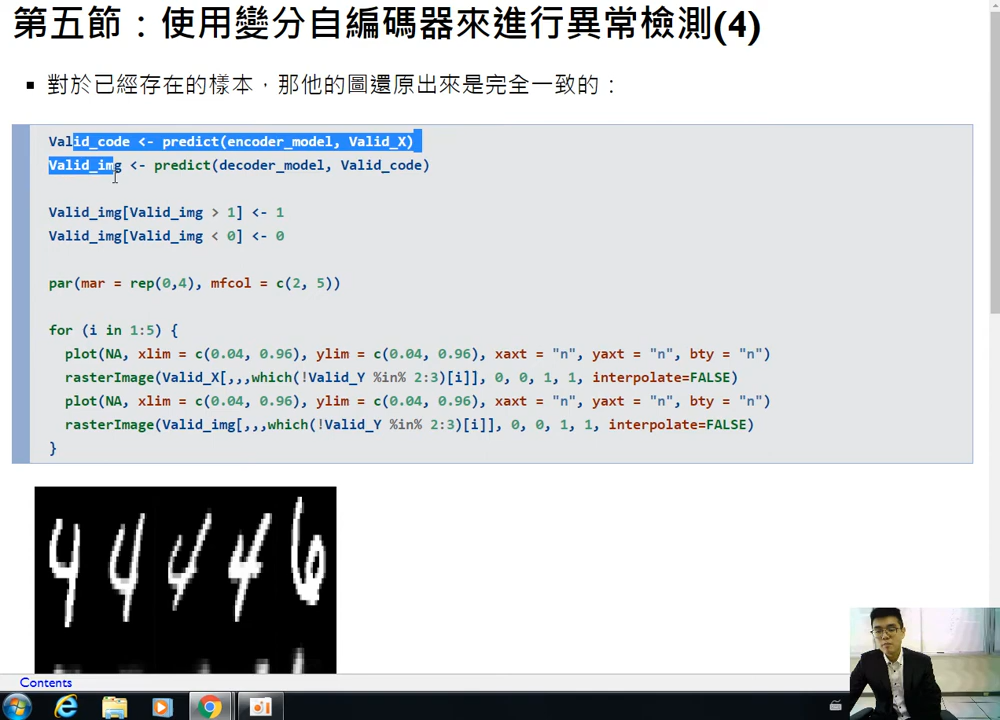 第五節：使用變分自編碼器來進行異常檢測(4)
▪ 對於已經存在的樣本，那他的圖還原出來是完全一致的：
Valid_code <- predict(encoder_model, Valid_X)
Valid_img <- predict(decoder_model, Valid_code)
Valid_img[Valid_img > 1] <- 1
Valid_img[Valid_img < 0] <- 0
par(mar = rep(0,4), mfcol = c(2, 5))
for (i in 1:5) {
  plot(NA, xlim = c(0.04, 0.96), ylim = c(0.04, 0.96), xaxt = "n", yaxt = "n", bty = "n")
  rasterImage(Valid_X[,,,which(!Valid_Y %in% 2:3)[i]], 0, 0, 1, 1, interpolate=FALSE)
  plot(NA, xlim = c(0.04, 0.96), ylim = c(0.04, 0.96), xaxt = "n", yaxt = "n", bty = "n")
  rasterImage(Valid_img[,,,which(!Valid_Y %in% 2:3)[i]], 0, 0, 1, 1, interpolate=FALSE)
}
4 4 4 4 6
Contents